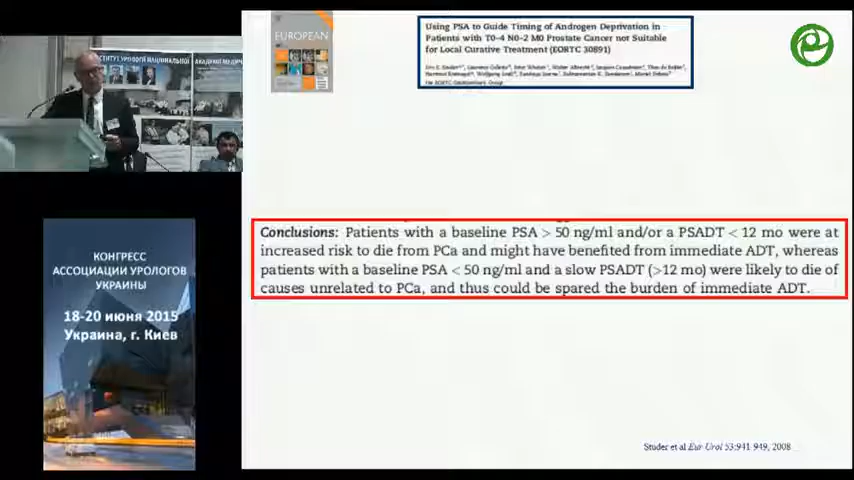 EUROPEAN
Using PSA to Guide Timing of Androgen Deprivation in
Patients with T0–4 N0–2 M0 Prostate Cancer not Suitable
for Local Curative Treatment (EORTC 30891)
Conclusions: Patients with a baseline PSA > 50 ng/ml and/or a PSADT < 12 mo were at
increased risk to die from PCa and might have benefited from immediate ADT, whereas
patients with a baseline PSA < 50 ng/ml and a slow PSADT (>12 mo) were likely to die of
causes unrelated to PCa, and thus could be spared the burden of immediate ADT.
Studer et al Eur Urol 53:941 949, 2008
КОНГРЕСС
АССОЦИАЦИИ УРОЛОГОВ
УКРАИНЫ
18-20 июня 2015
Украина, г. Киев